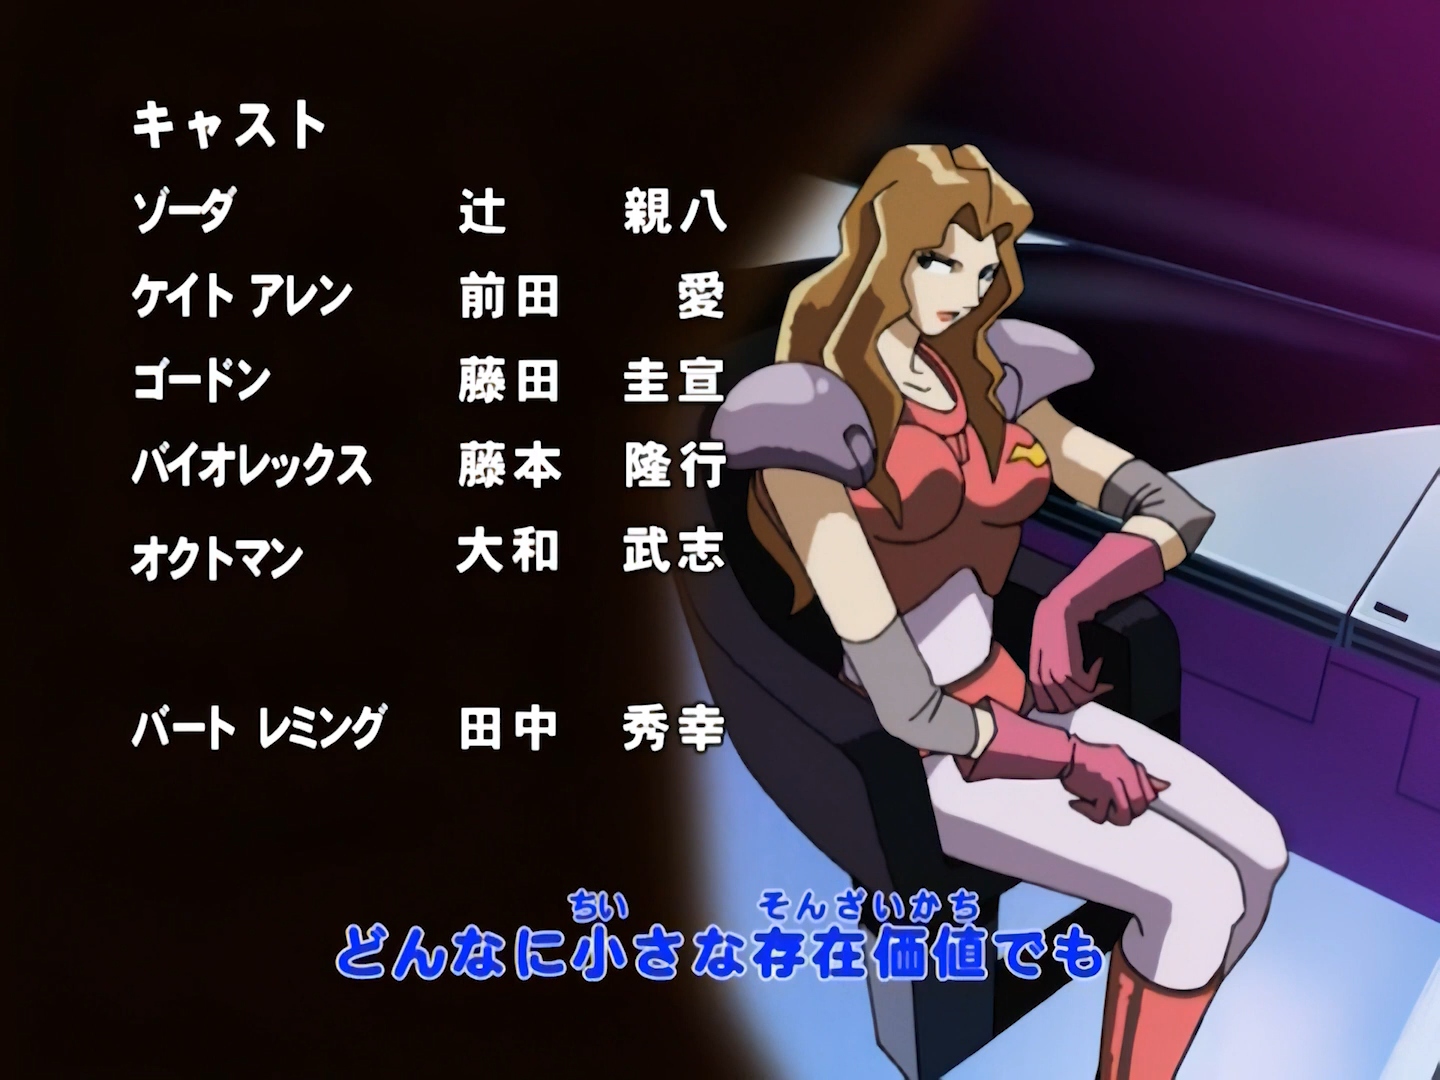 キャスト
ゾーダ 辻 親八
ケイト アレン 前田 愛
ゴードン 藤田 圭宣
バイオレックス 藤本 隆行
オクトマン 大和 武志
バート レミング 田中 秀幸
ちい そんざいかち
どんなに小さな存在価値でも